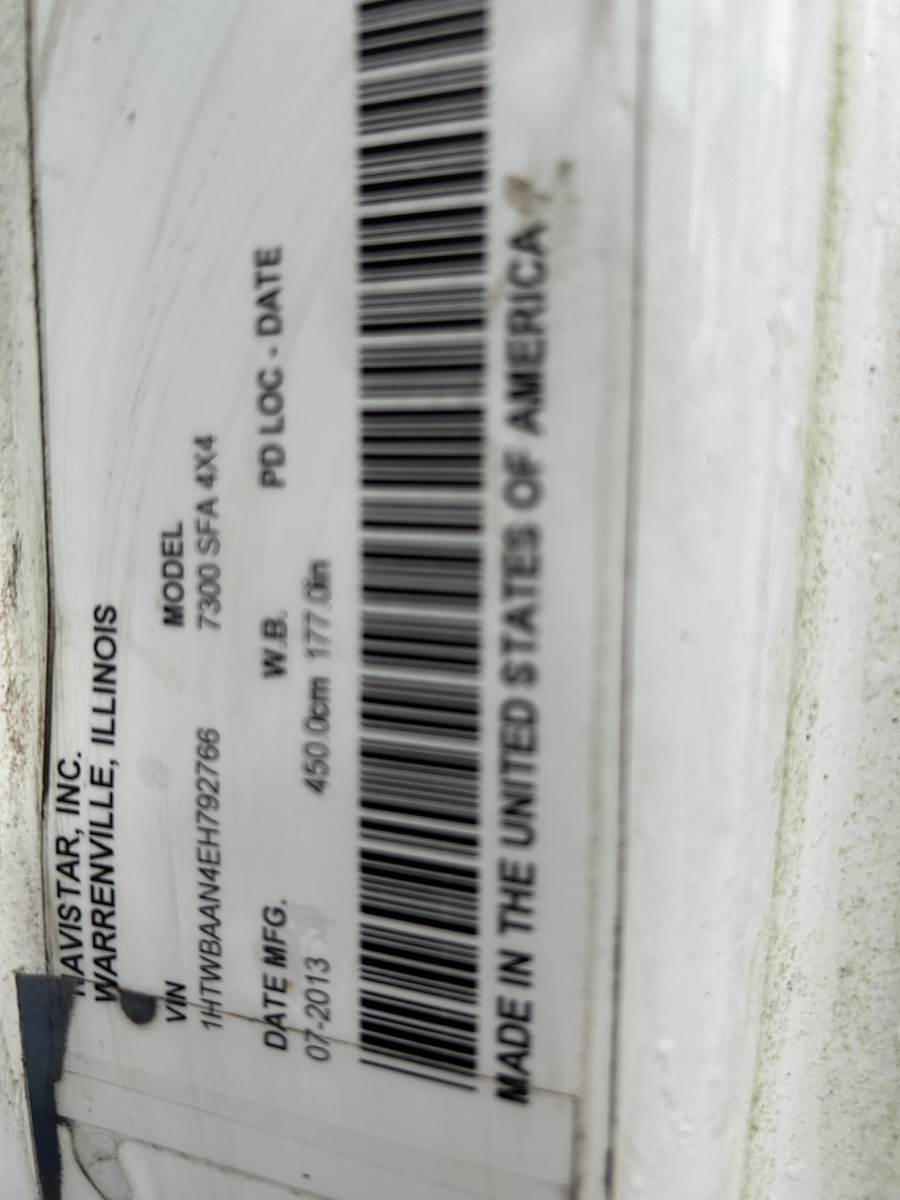 NAVISTAR, INC.
WARRENVILLE, ILLINOIS
VIN MODEL
1HTWBAAN4EH792766 7300 SFA 4X4
DATE MFG. W.B. PD LOC - DATE
07-2013 450.0cm 177.0in
MADE IN THE UNITED STATES OF AMERICA